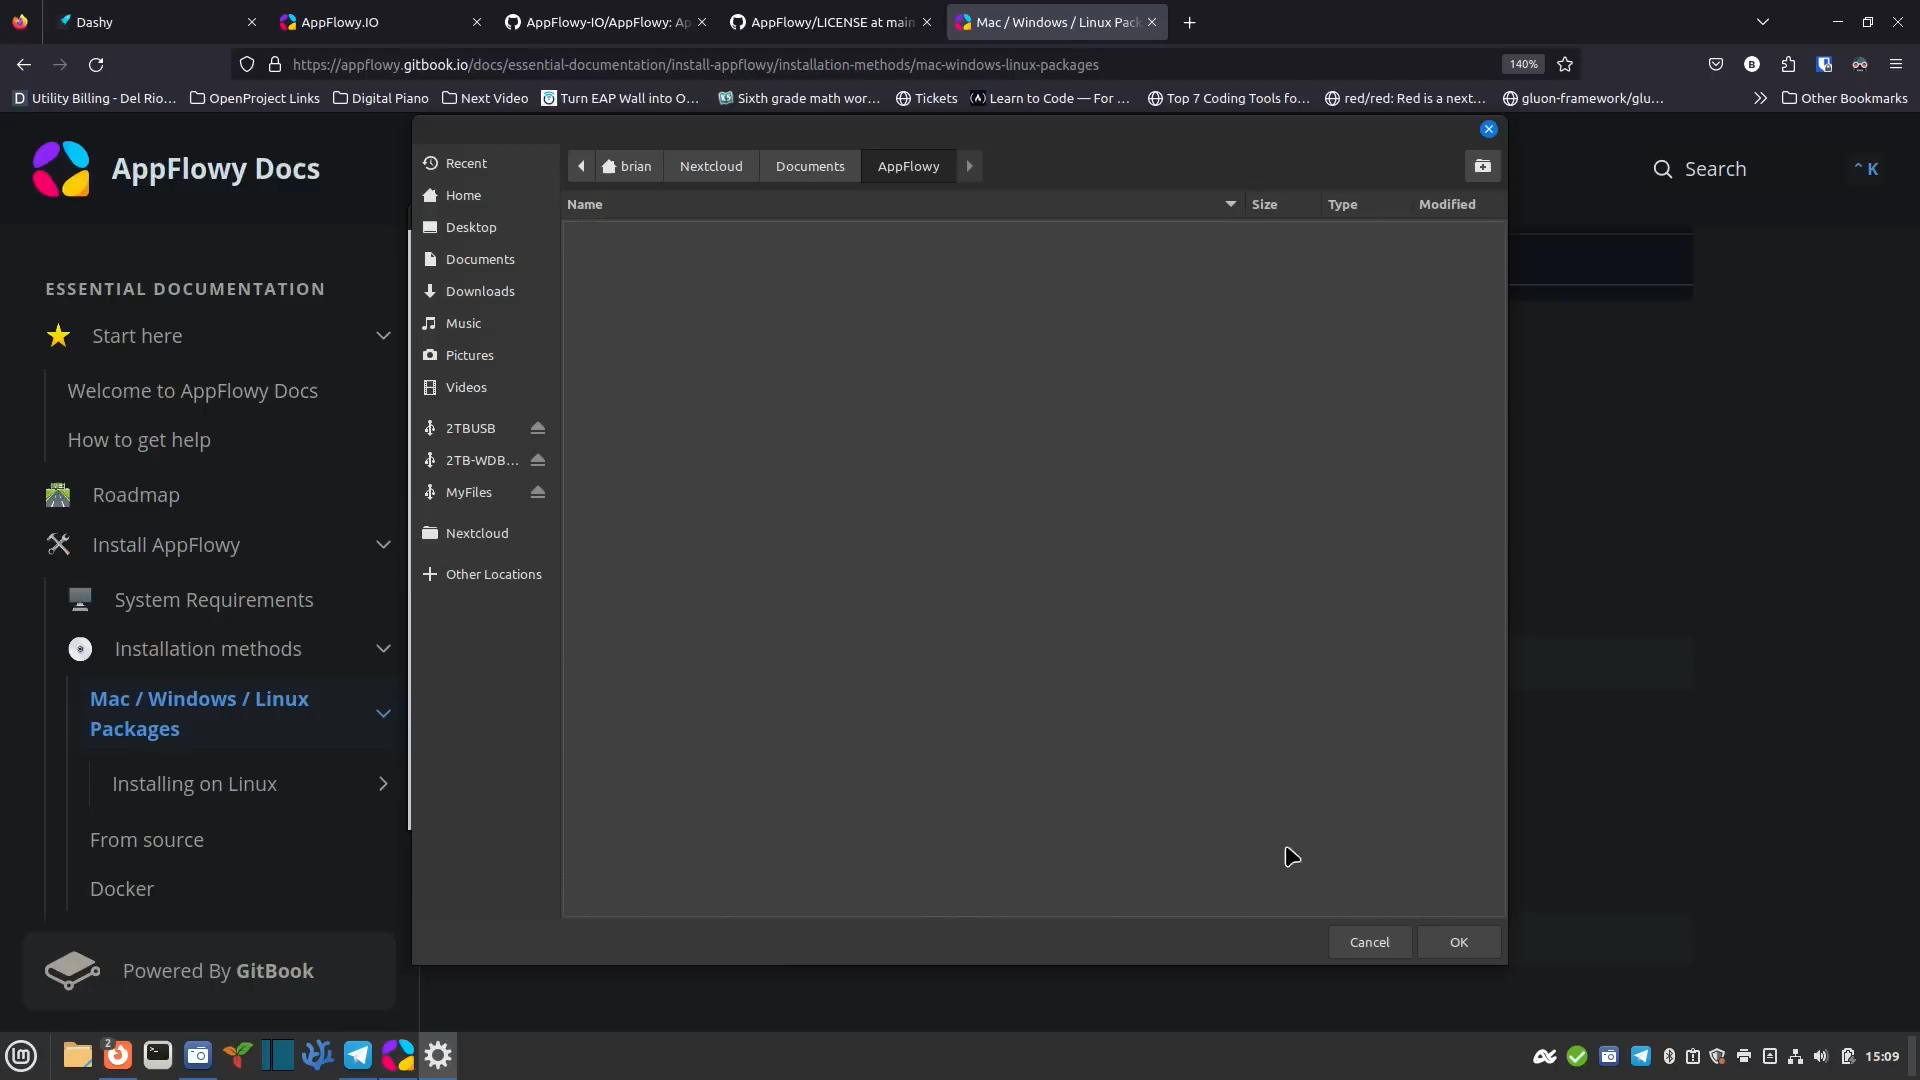 Dashy
AppFlowy.IO
AppFlowy-IO/AppFlowy: Ap
AppFlowy/LICENSE at main
Mac / Windows / Linux Pack
https://appflowy.gitbook.io/docs/essential-documentation/install-appflowy/installation-methods/mac-windows-linux-packages
140%
Utility Billing - Del Rio...
OpenProject Links
Digital Piano
Next Video
Turn EAP Wall into O...
Sixth grade math wor...
Tickets
Learn to Code — For ...
Top 7 Coding Tools fo...
red/red: Red is a next...
gluon-framework/glu...
Other Bookmarks
AppFlowy Docs
Search
⌃ K
ESSENTIAL DOCUMENTATION
Start here
Welcome to AppFlowy Docs
How to get help
Roadmap
Install AppFlowy
System Requirements
Installation methods
Mac / Windows / Linux
Packages
Installing on Linux
From source
Docker
Powered By GitBook
Recent
Home
Desktop
Documents
Downloads
Music
Pictures
Videos
2TBUSB
2TB-WDB...
MyFiles
Nextcloud
Other Locations
brian
Nextcloud
Documents
AppFlowy
Name
Size
Type
Modified
Cancel
OK
2
15:09